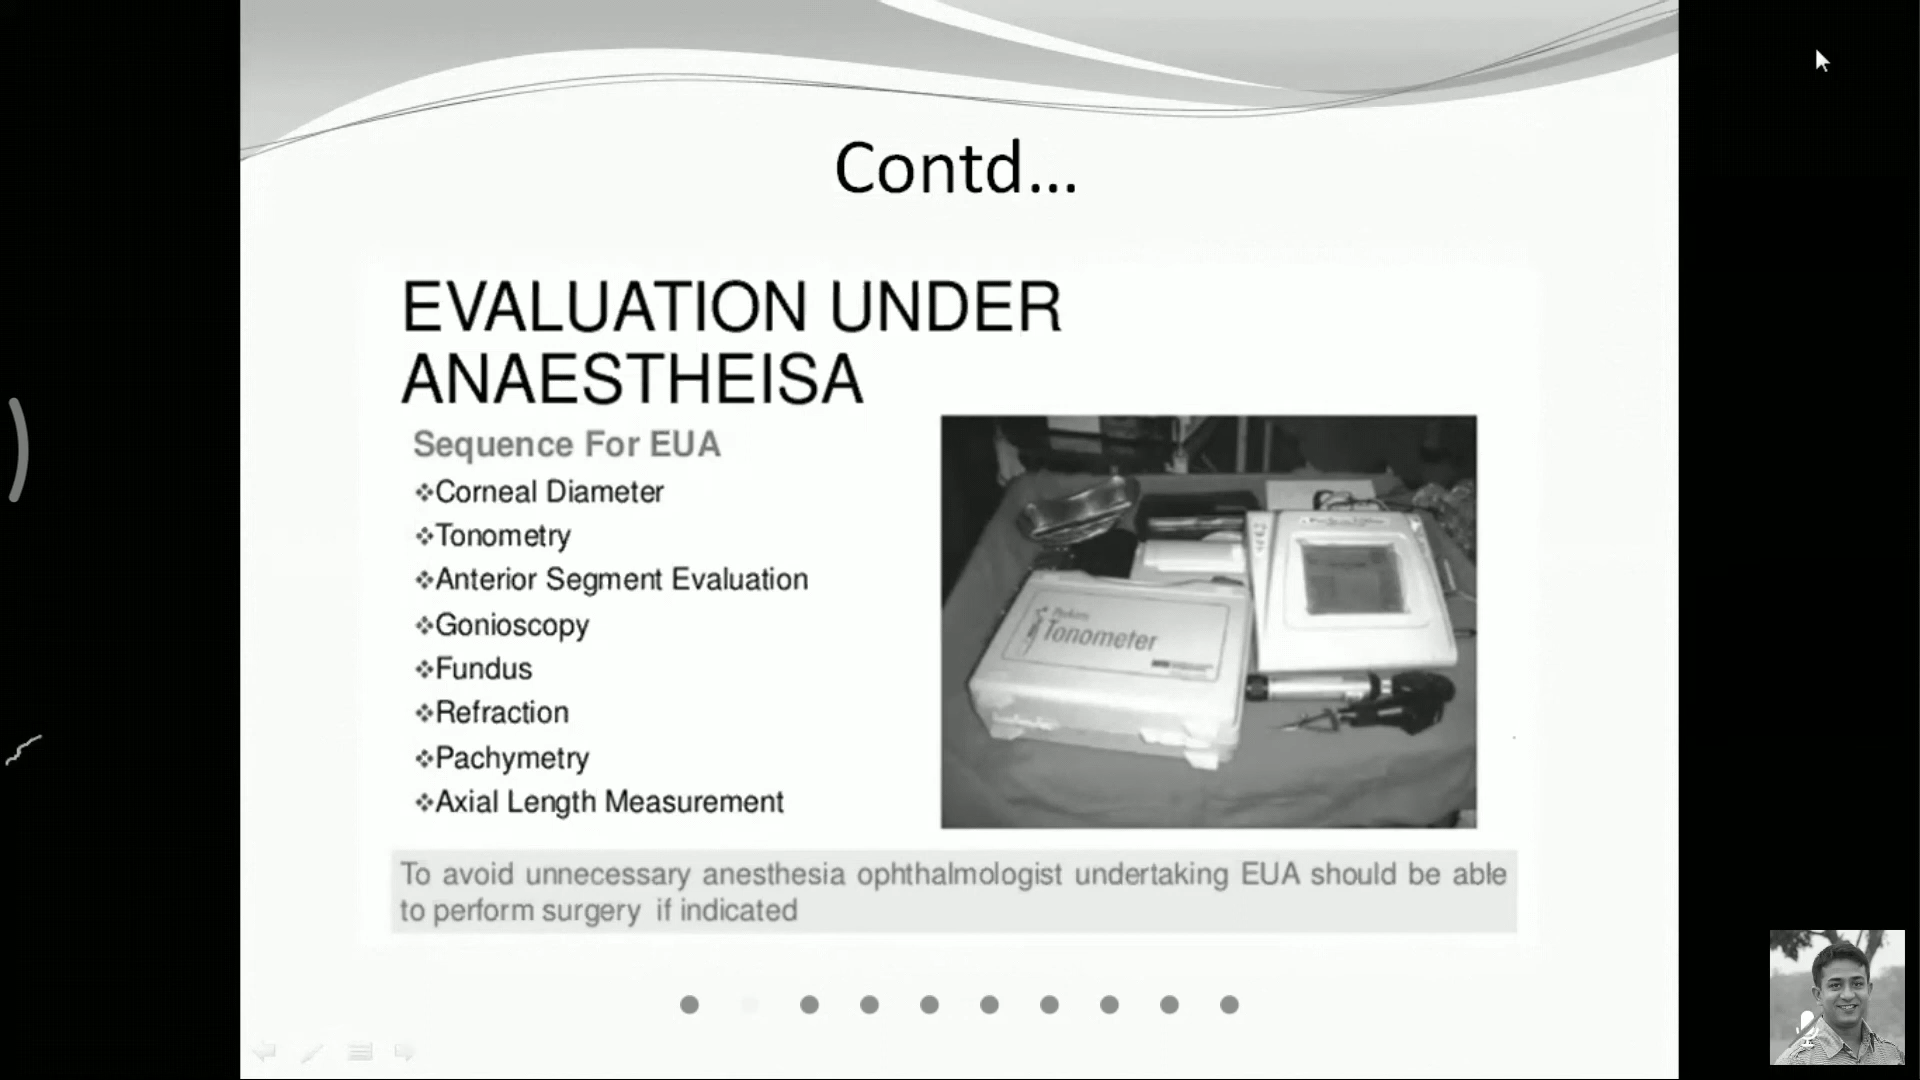 Contd...
EVALUATION UNDER
ANAESTHEISA
Sequence For EUA
❖Corneal Diameter
❖Tonometry
❖Anterior Segment Evaluation
❖Gonioscopy
❖Fundus
❖Refraction
❖Pachymetry
❖Axial Length Measurement
Perkins
Tonometer
To avoid unnecessary anesthesia ophthalmologist undertaking EUA should be able
to perform surgery if indicated